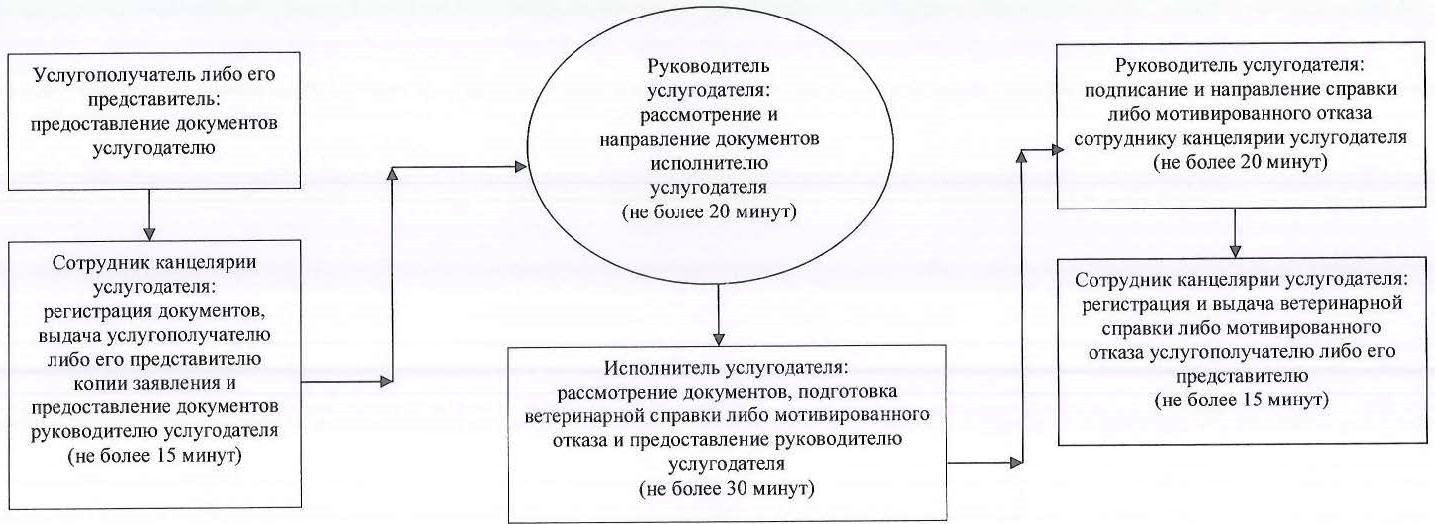 Услугополучатель либо его
представитель:
предоставление документов
услугодателю
Сотрудник канцелярии
услугодателя:
регистрация документов,
выдача услугополучателю
либо его представителю
копии заявления и
предоставление документов
руководителю услугодателя
(не более 15 минут)
Руководитель
услугодателя:
рассмотрение и
направление документов
исполнителю
услугодателя
(не более 20 минут)
Исполнитель услугодателя:
рассмотрение документов, подготовка
ветеринарной справки либо мотивированного
отказа и предоставление руководителю
услугодателя
(не более 30 минут)
Руководитель услугодателя:
подписание и направление справки
либо мотивированного отказа
сотруднику канцелярии услугодателя
(не более 20 минут)
Сотрудник канцелярии услугодателя:
регистрация и выдача ветеринарной
справки либо мотивированного
отказа услугополучателю либо его
представителю
(не более 15 минут)